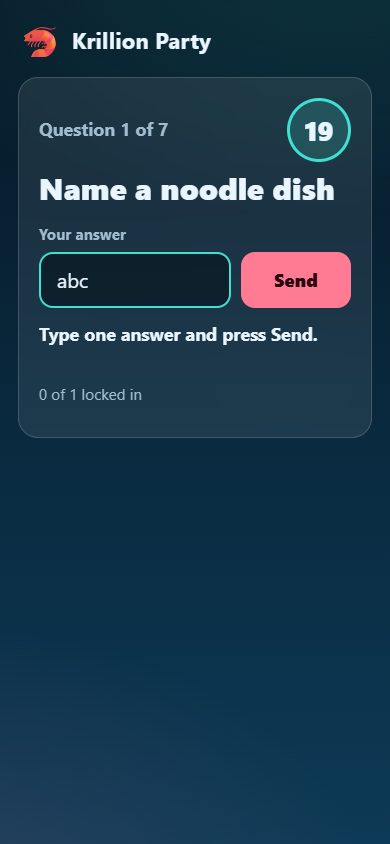 Krillion Party
Question 1 of 7
19
Name a noodle dish
Your answer
abc
Send
Type one answer and press Send.
0 of 1 locked in